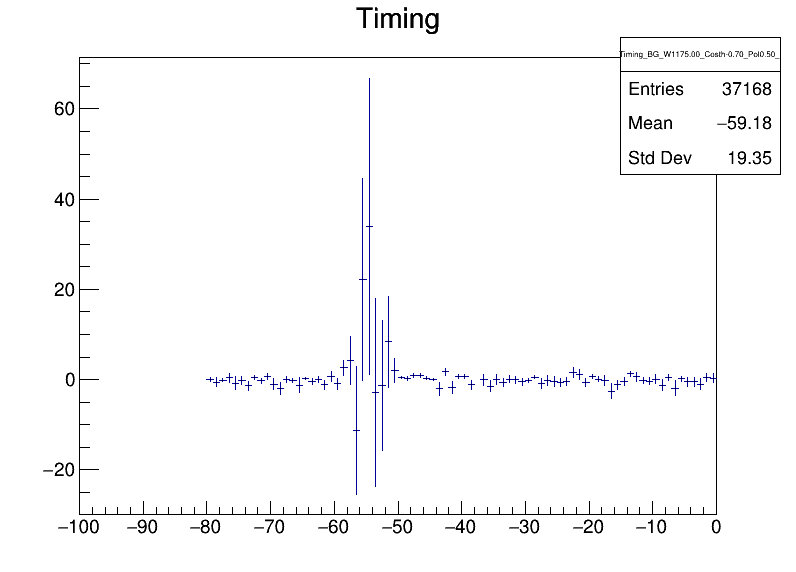 Timing
Timing_BG_W1175.00_Costh-0.70_Pol0.50_
Entries 37168
Mean −59.18
Std Dev 19.35
60
40
20
0
−20
−100 −90 −80 −70 −60 −50 −40 −30 −20 −10 0